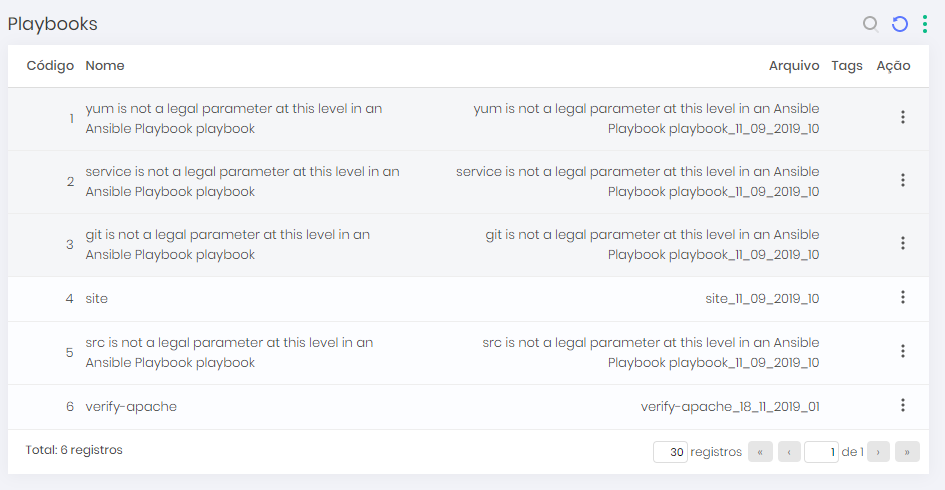 Playbooks
Código Nome Arquivo Tags Ação
1 yum is not a legal parameter at this level in an Ansible Playbook playbook yum is not a legal parameter at this level in an Ansible Playbook playbook_11_09_2019_10
2 service is not a legal parameter at this level in an Ansible Playbook playbook service is not a legal parameter at this level in an Ansible Playbook playbook_11_09_2019_10
3 git is not a legal parameter at this level in an Ansible Playbook playbook git is not a legal parameter at this level in an Ansible Playbook playbook_11_09_2019_10
4 site site_11_09_2019_10
5 src is not a legal parameter at this level in an Ansible Playbook playbook src is not a legal parameter at this level in an Ansible Playbook playbook_11_09_2019_10
6 verify-apache verify-apache_18_11_2019_01
Total: 6 registros 30 registros « ‹ 1 de 1 › »